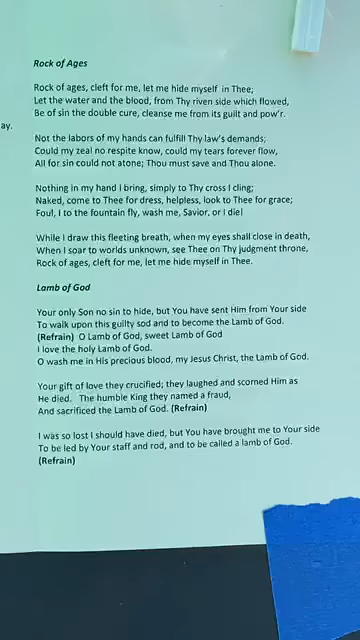 Rock of Ages
Rock of ages, cleft for me, let me hide myself in Thee;
Let the water and the blood, from Thy riven side which flowed,
Be of sin the double cure, cleanse me from its guilt and pow'r.
ay.
Not the labors of my hands can fulfill Thy law's demands;
Could my zeal no respite know, could my tears forever flow,
All for sin could not atone; Thou must save and Thou alone.
Nothing in my hand I bring, simply to Thy cross I cling;
Naked, come to Thee for dress, helpless, look to Thee for grace;
Foul, I to the fountain fly, wash me, Savior, or I die!
While I draw this fleeting breath, when my eyes shall close in death,
When I soar to worlds unknown, see Thee on Thy judgment throne,
Rock of ages, cleft for me, let me hide myself in Thee.
Lamb of God
Your only Son no sin to hide, but You have sent Him from Your side
To walk upon this guilty sod and to become the Lamb of God.
(Refrain) O Lamb of God, sweet Lamb of God
I love the holy Lamb of God.
O wash me in His precious blood, my Jesus Christ, the Lamb of God.
Your gift of love they crucified; they laughed and scorned Him as
He died. The humble King they named a fraud,
And sacrificed the Lamb of God. (Refrain)
I was so lost I should have died, but You have brought me to Your side
To be led by Your staff and rod, and to be called a lamb of God.
(Refrain)